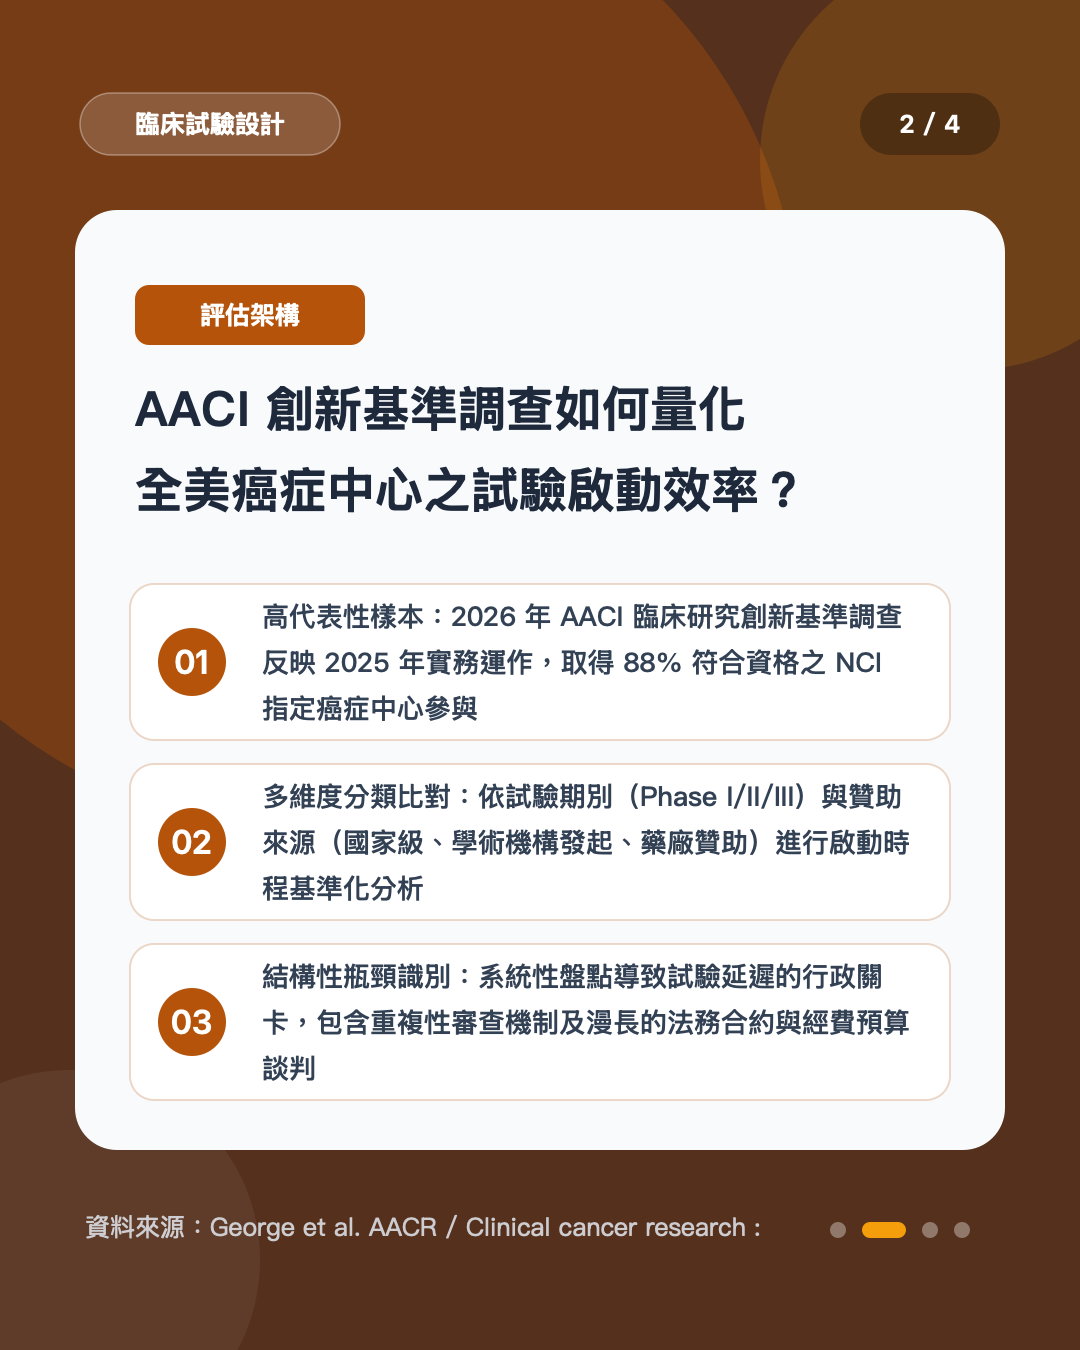 臨床試驗設計
2 / 4
評估架構
AACI 創新基準調查如何量化
全美癌症中心之試驗啟動效率？
01
高代表性樣本：2026 年 AACI 臨床研究創新基準調查
反映 2025 年實務運作，取得 88% 符合資格之 NCI
指定癌症中心參與
02
多維度分類比對：依試驗期別（Phase I/II/III）與贊助
來源（國家級、學術機構發起、藥廠贊助）進行啟動時
程基準化分析
03
結構性瓶頸識別：系統性盤點導致試驗延遲的行政關
卡，包含重複性審查機制及漫長的法務合約與經費預算
談判
資料來源：George et al. AACR / Clinical cancer research :